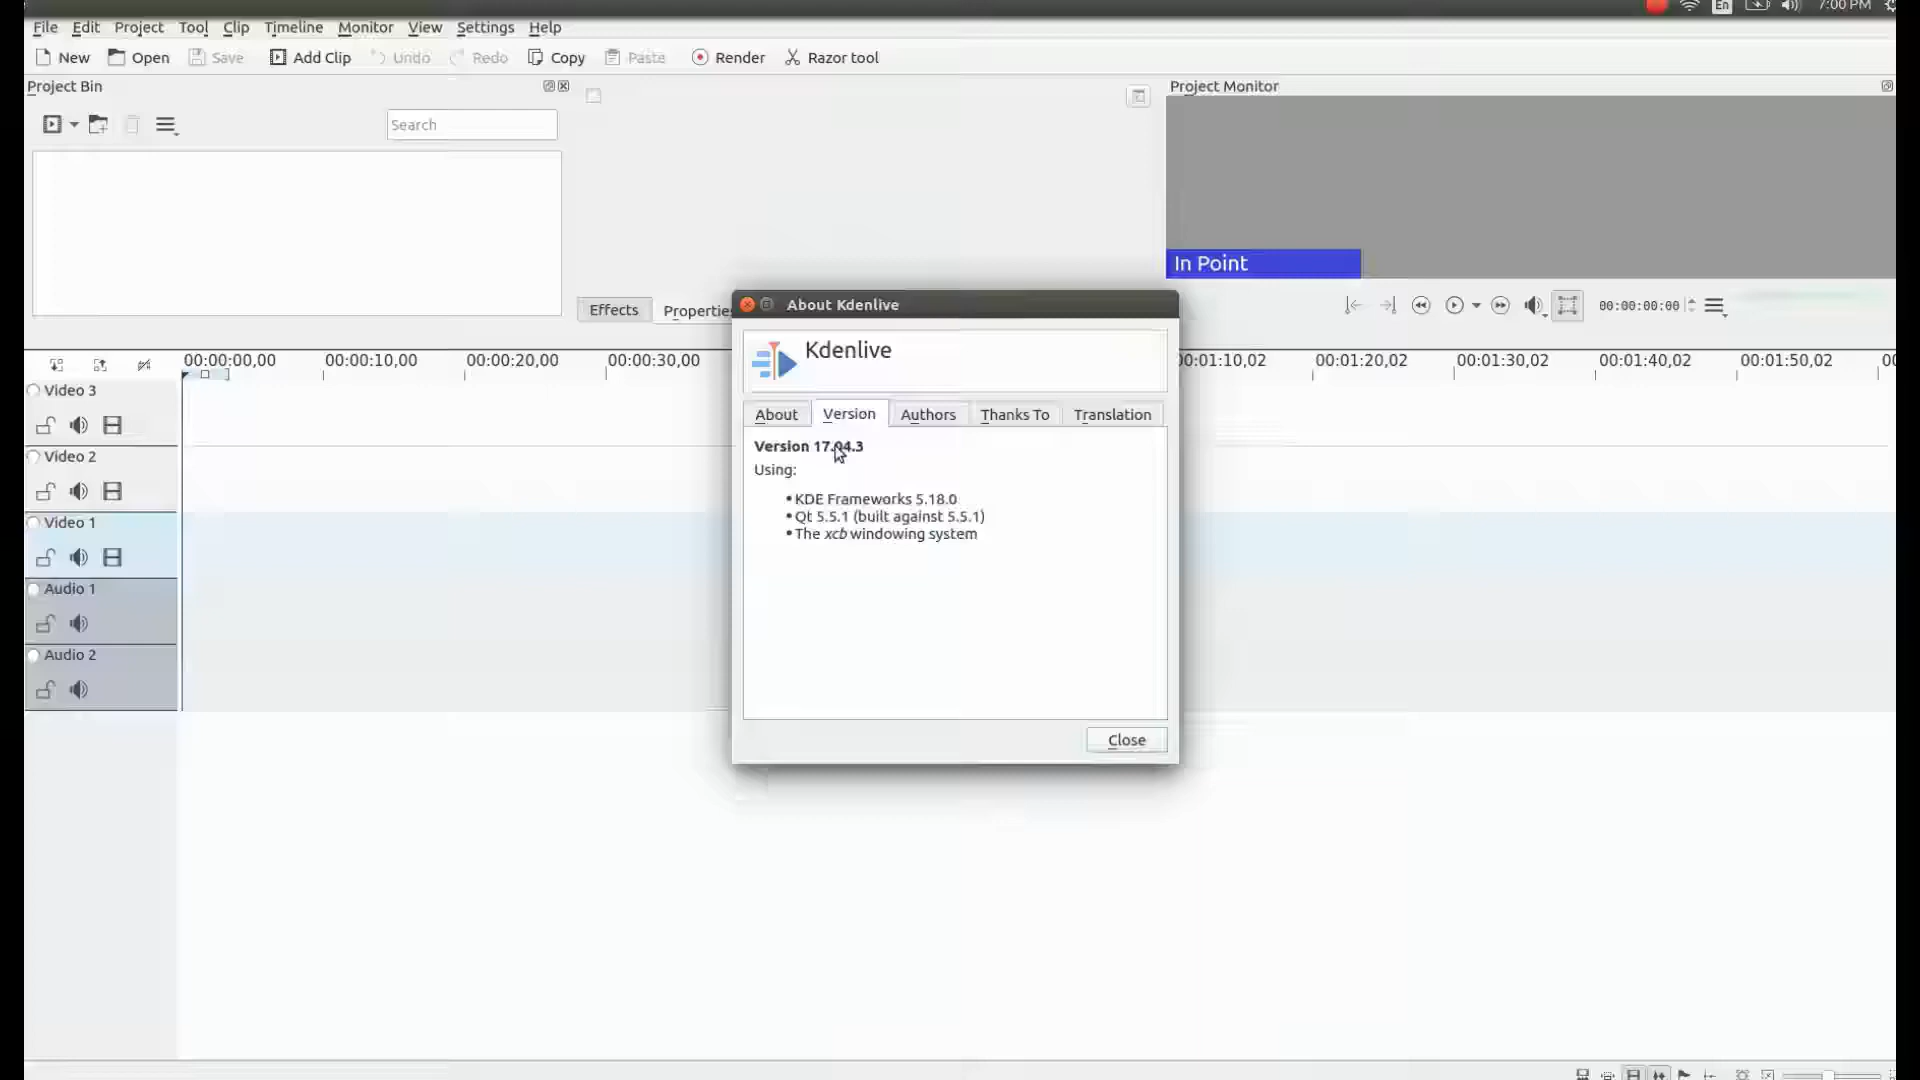 En 7:00 PM
File Edit Project Tool Clip Timeline Monitor View Settings Help
New Open Save Add Clip Undo Redo Copy Paste Render Razor tool
Project Bin
Search
Project Monitor
In Point
Effects
Properties
00:00:00:00
About Kdenlive
Kdenlive
About Version Authors Thanks To Translation
Version 17.04.3
Using:
•KDE Frameworks 5.18.0
•Qt 5.5.1 (built against 5.5.1)
•The xcb windowing system
Close
00:00:00,00 00:00:10,00 00:00:20,00 00:00:30,00 00:01:10,02 00:01:20,02 00:01:30,02 00:01:40,02 00:01:50,02 00
Video 3
Video 2
Video 1
Audio 1
Audio 2